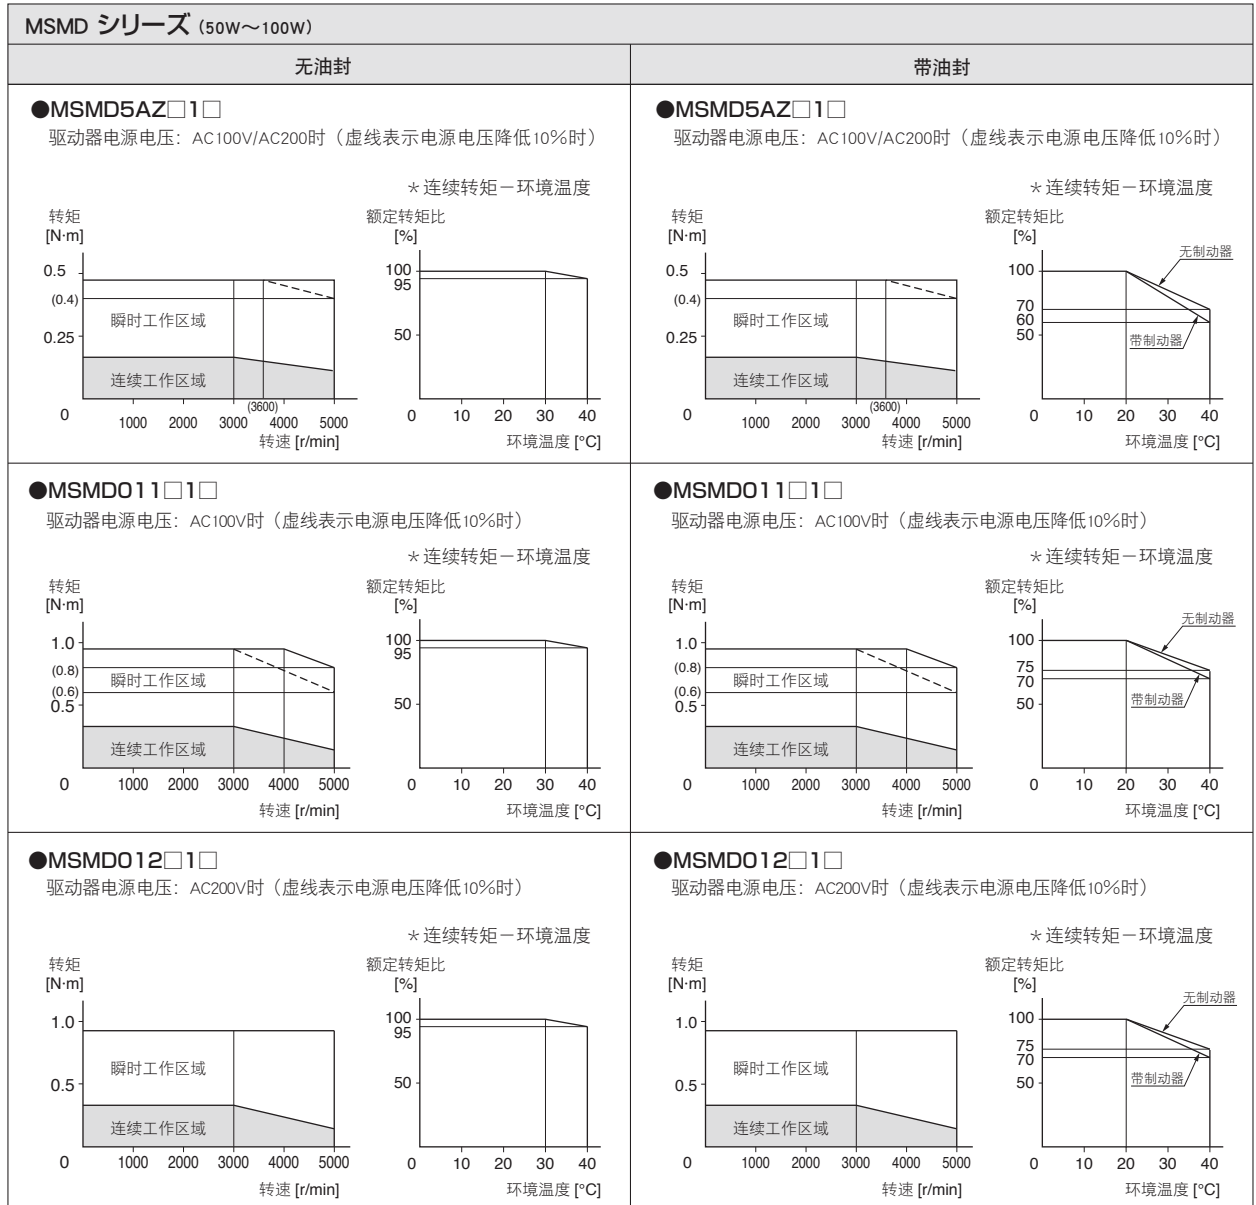 MSMD シリーズ (50W～100W)
无油封
带油封
●MSMD5AZ□1□
驱动器电源电压：AC100V/AC200时（虚线表示电源电压降低10%时）
＊连续转矩－环境温度
转矩
[N·m]
0.5
(0.4)
0.25
0
瞬时工作区域
连续工作区域
(3600)
1000 2000 3000 4000 5000
转速 [r/min]
额定转矩比
[%]
100
95
50
0 10 20 30 40
环境温度 [°C]
●MSMD5AZ□1□
驱动器电源电压：AC100V/AC200时（虚线表示电源电压降低10%时）
＊连续转矩－环境温度
转矩
[N·m]
0.5
(0.4)
0.25
0
瞬时工作区域
连续工作区域
(3600)
1000 2000 3000 4000 5000
转速 [r/min]
额定转矩比
[%]
无制动器
100
70
60
50
带制动器
0 10 20 30 40
环境温度 [°C]
●MSMD011□1□
驱动器电源电压：AC100V时（虚线表示电源电压降低10%时）
＊连续转矩－环境温度
转矩
[N·m]
1.0
(0.8)
(0.6)
0.5
瞬时工作区域
连续工作区域
0 1000 2000 3000 4000 5000
转速 [r/min]
额定转矩比
[%]
100
95
50
0 10 20 30 40
环境温度 [°C]
●MSMD011□1□
驱动器电源电压：AC100V时（虚线表示电源电压降低10%时）
＊连续转矩－环境温度
转矩
[N·m]
1.0
(0.8)
(0.6)
0.5
瞬时工作区域
连续工作区域
0 1000 2000 3000 4000 5000
转速 [r/min]
额定转矩比
[%]
无制动器
100
75
70
50
带制动器
0 10 20 30 40
环境温度 [°C]
●MSMD012□1□
驱动器电源电压：AC200V时（虚线表示电源电压降低10%时）
＊连续转矩－环境温度
转矩
[N·m]
1.0
0.5
瞬时工作区域
连续工作区域
0 1000 2000 3000 4000 5000
转速 [r/min]
额定转矩比
[%]
100
95
50
0 10 20 30 40
环境温度 [°C]
●MSMD012□1□
驱动器电源电压：AC200V时（虚线表示电源电压降低10%时）
＊连续转矩－环境温度
转矩
[N·m]
1.0
0.5
瞬时工作区域
连续工作区域
0 1000 2000 3000 4000 5000
转速 [r/min]
额定转矩比
[%]
无制动器
100
75
70
50
带制动器
0 10 20 30 40
环境温度 [°C]